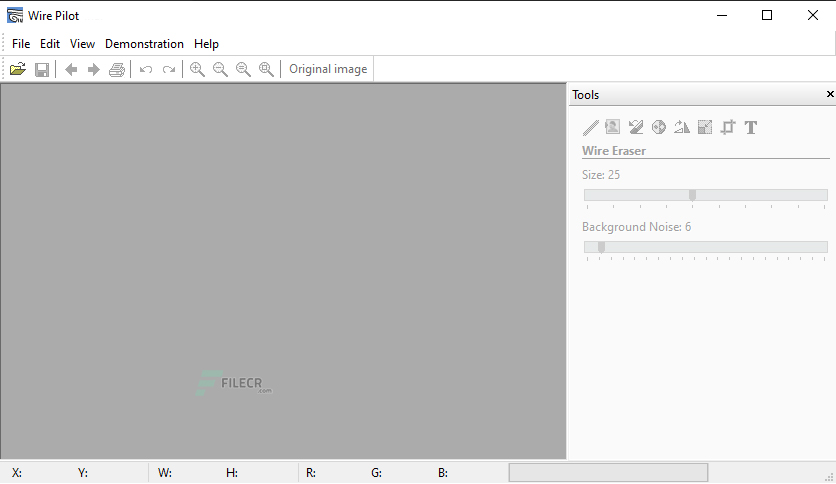 Wire Pilot
File Edit View Demonstration Help
Original image
Tools
T
Wire Eraser
Size: 25
Background Noise: 6
FILECR
.com
X: Y: W: H: R: G: B: